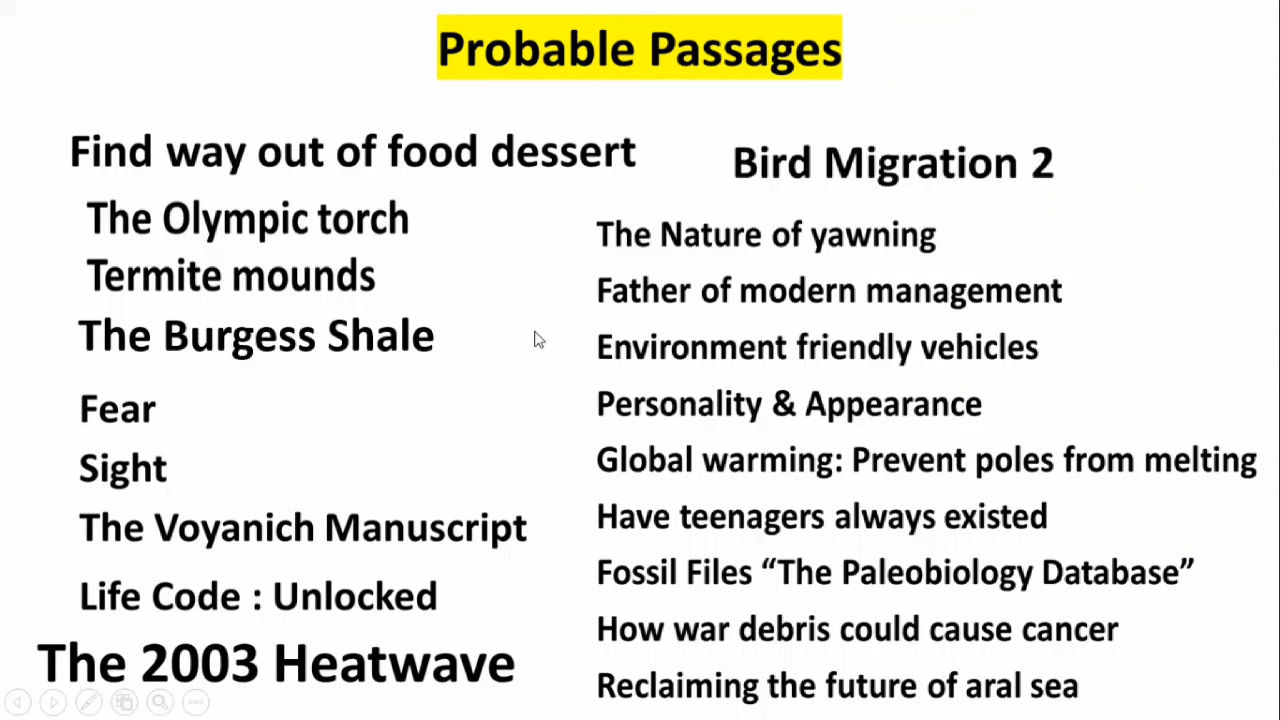 Probable Passages
Find way out of food dessert
The Olympic torch
Termite mounds
The Burgess Shale
Fear
Sight
The Voyanich Manuscript
Life Code : Unlocked
The 2003 Heatwave
Bird Migration 2
The Nature of yawning
Father of modern management
Environment friendly vehicles
Personality & Appearance
Global warming: Prevent poles from melting
Have teenagers always existed
Fossil Files “The Paleobiology Database”
How war debris could cause cancer
Reclaiming the future of aral sea